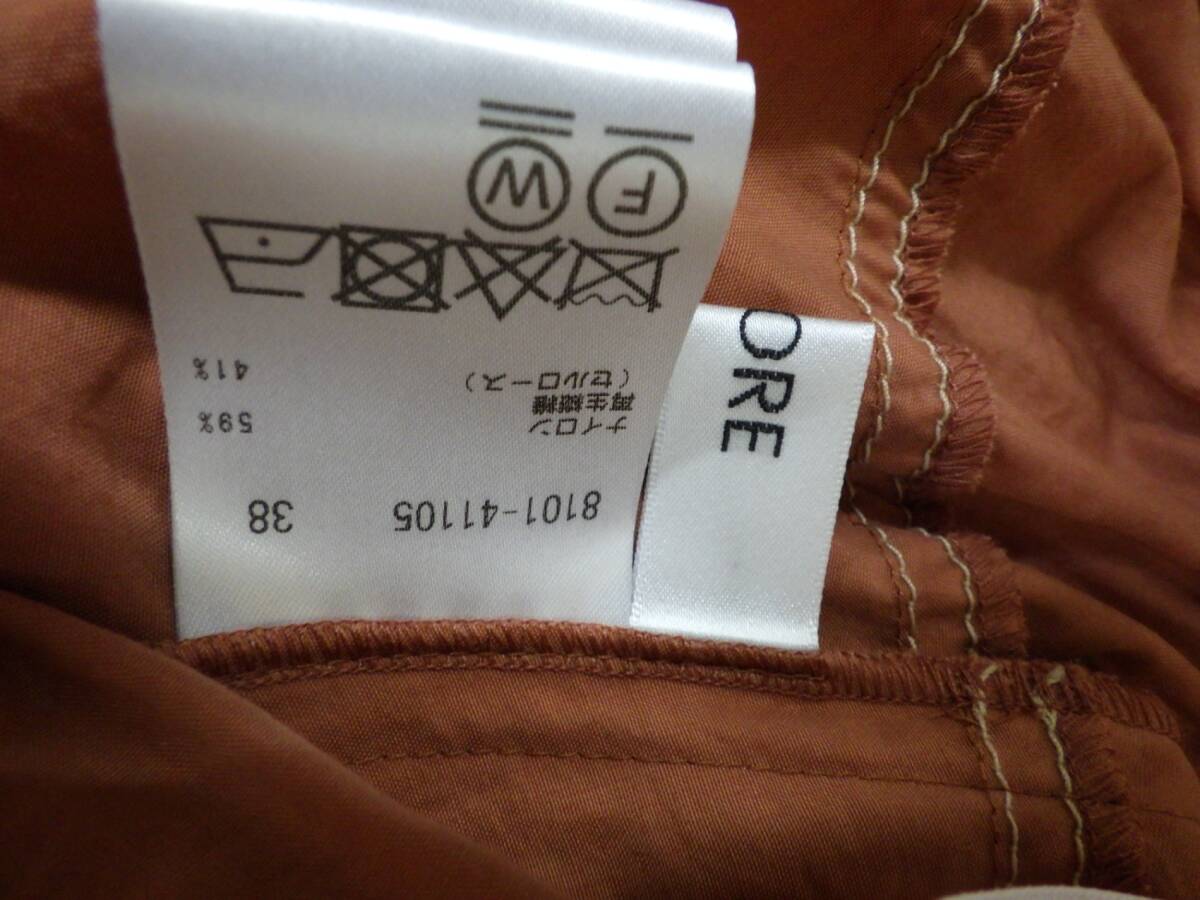 8101-41105 38
ナイロン 59%
再生繊維 41%
(セルロース)
F W
ORE